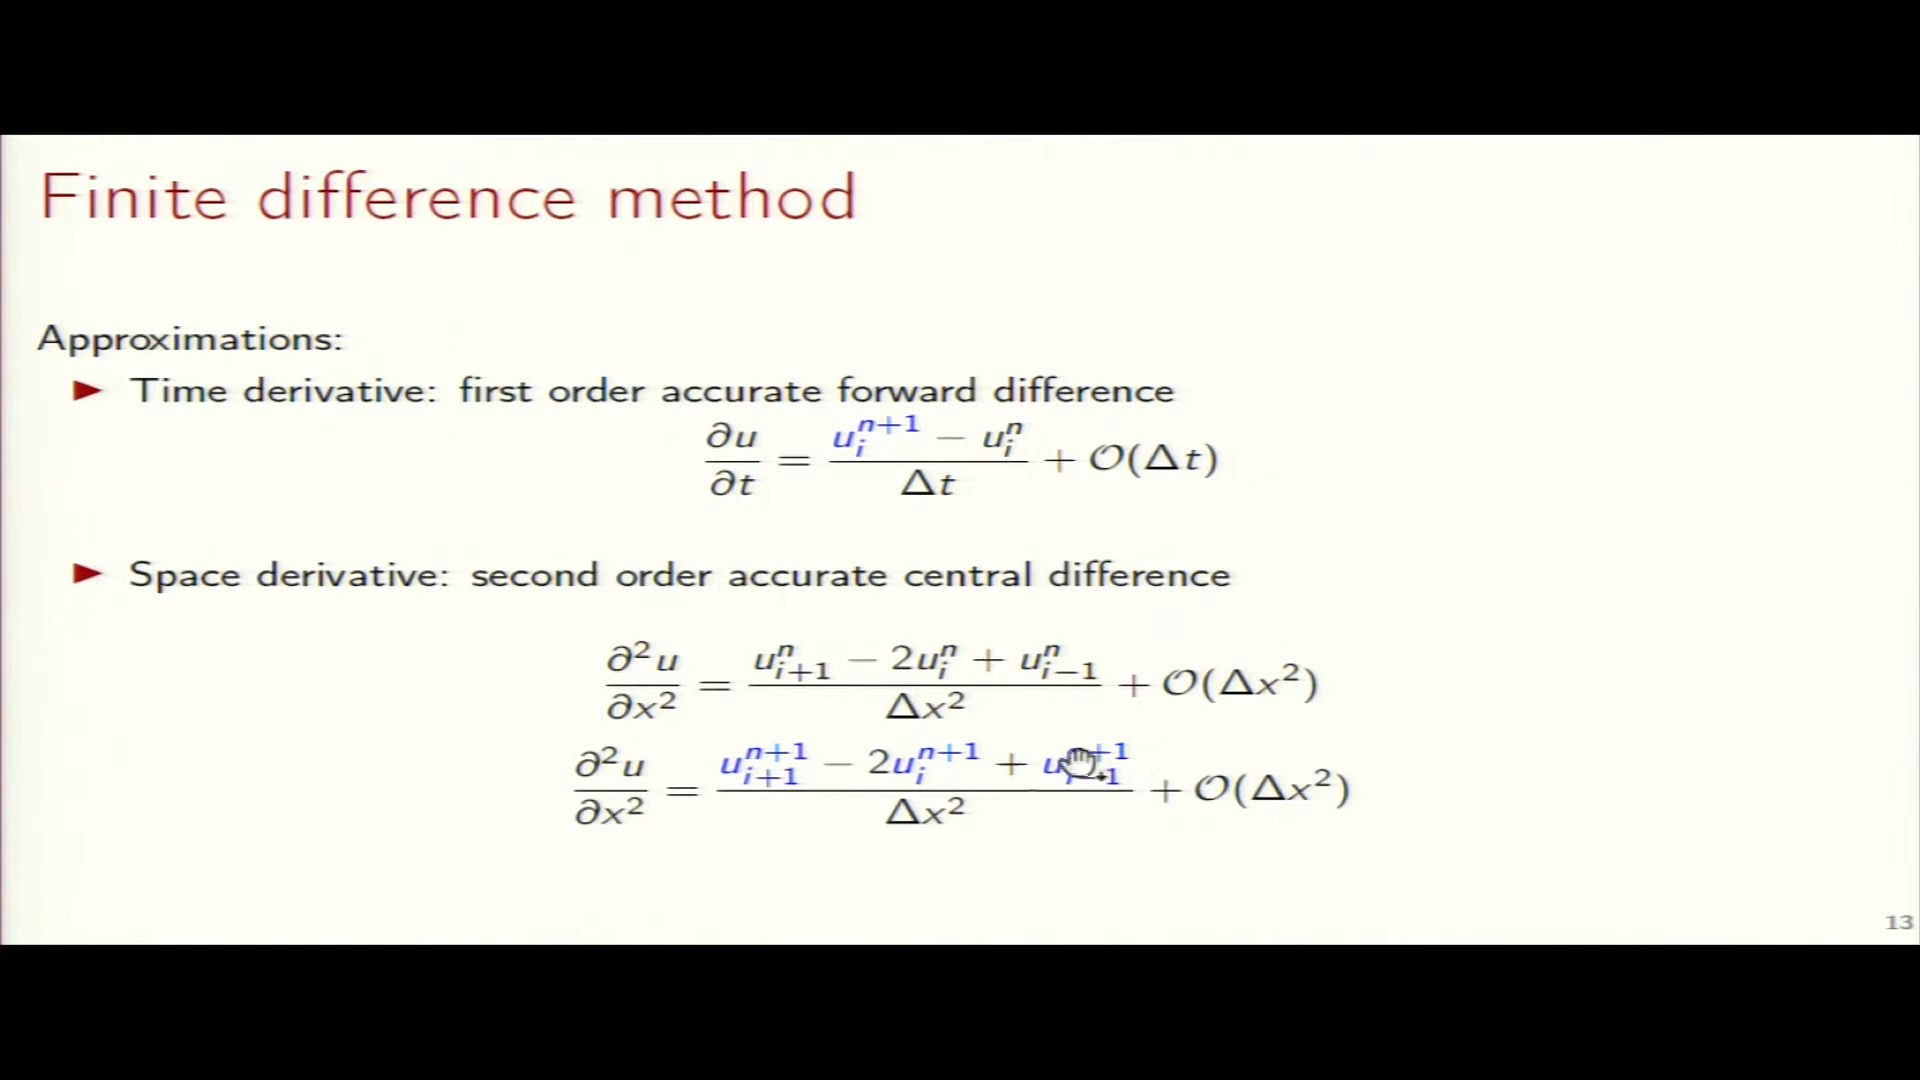 Finite difference method
Approximations:
▶ Time derivative: first order accurate forward difference
∂u/∂t = (u_i^{n+1} − u_i^n)/Δt + 𝒪(Δt)
▶ Space derivative: second order accurate central difference
∂²u/∂x² = (u_{i+1}^n − 2u_i^n + u_{i−1}^n)/Δx² + 𝒪(Δx²)
∂²u/∂x² = (u_{i+1}^{n+1} − 2u_i^{n+1} + u_{i−1}^{n+1})/Δx² + 𝒪(Δx²)
13